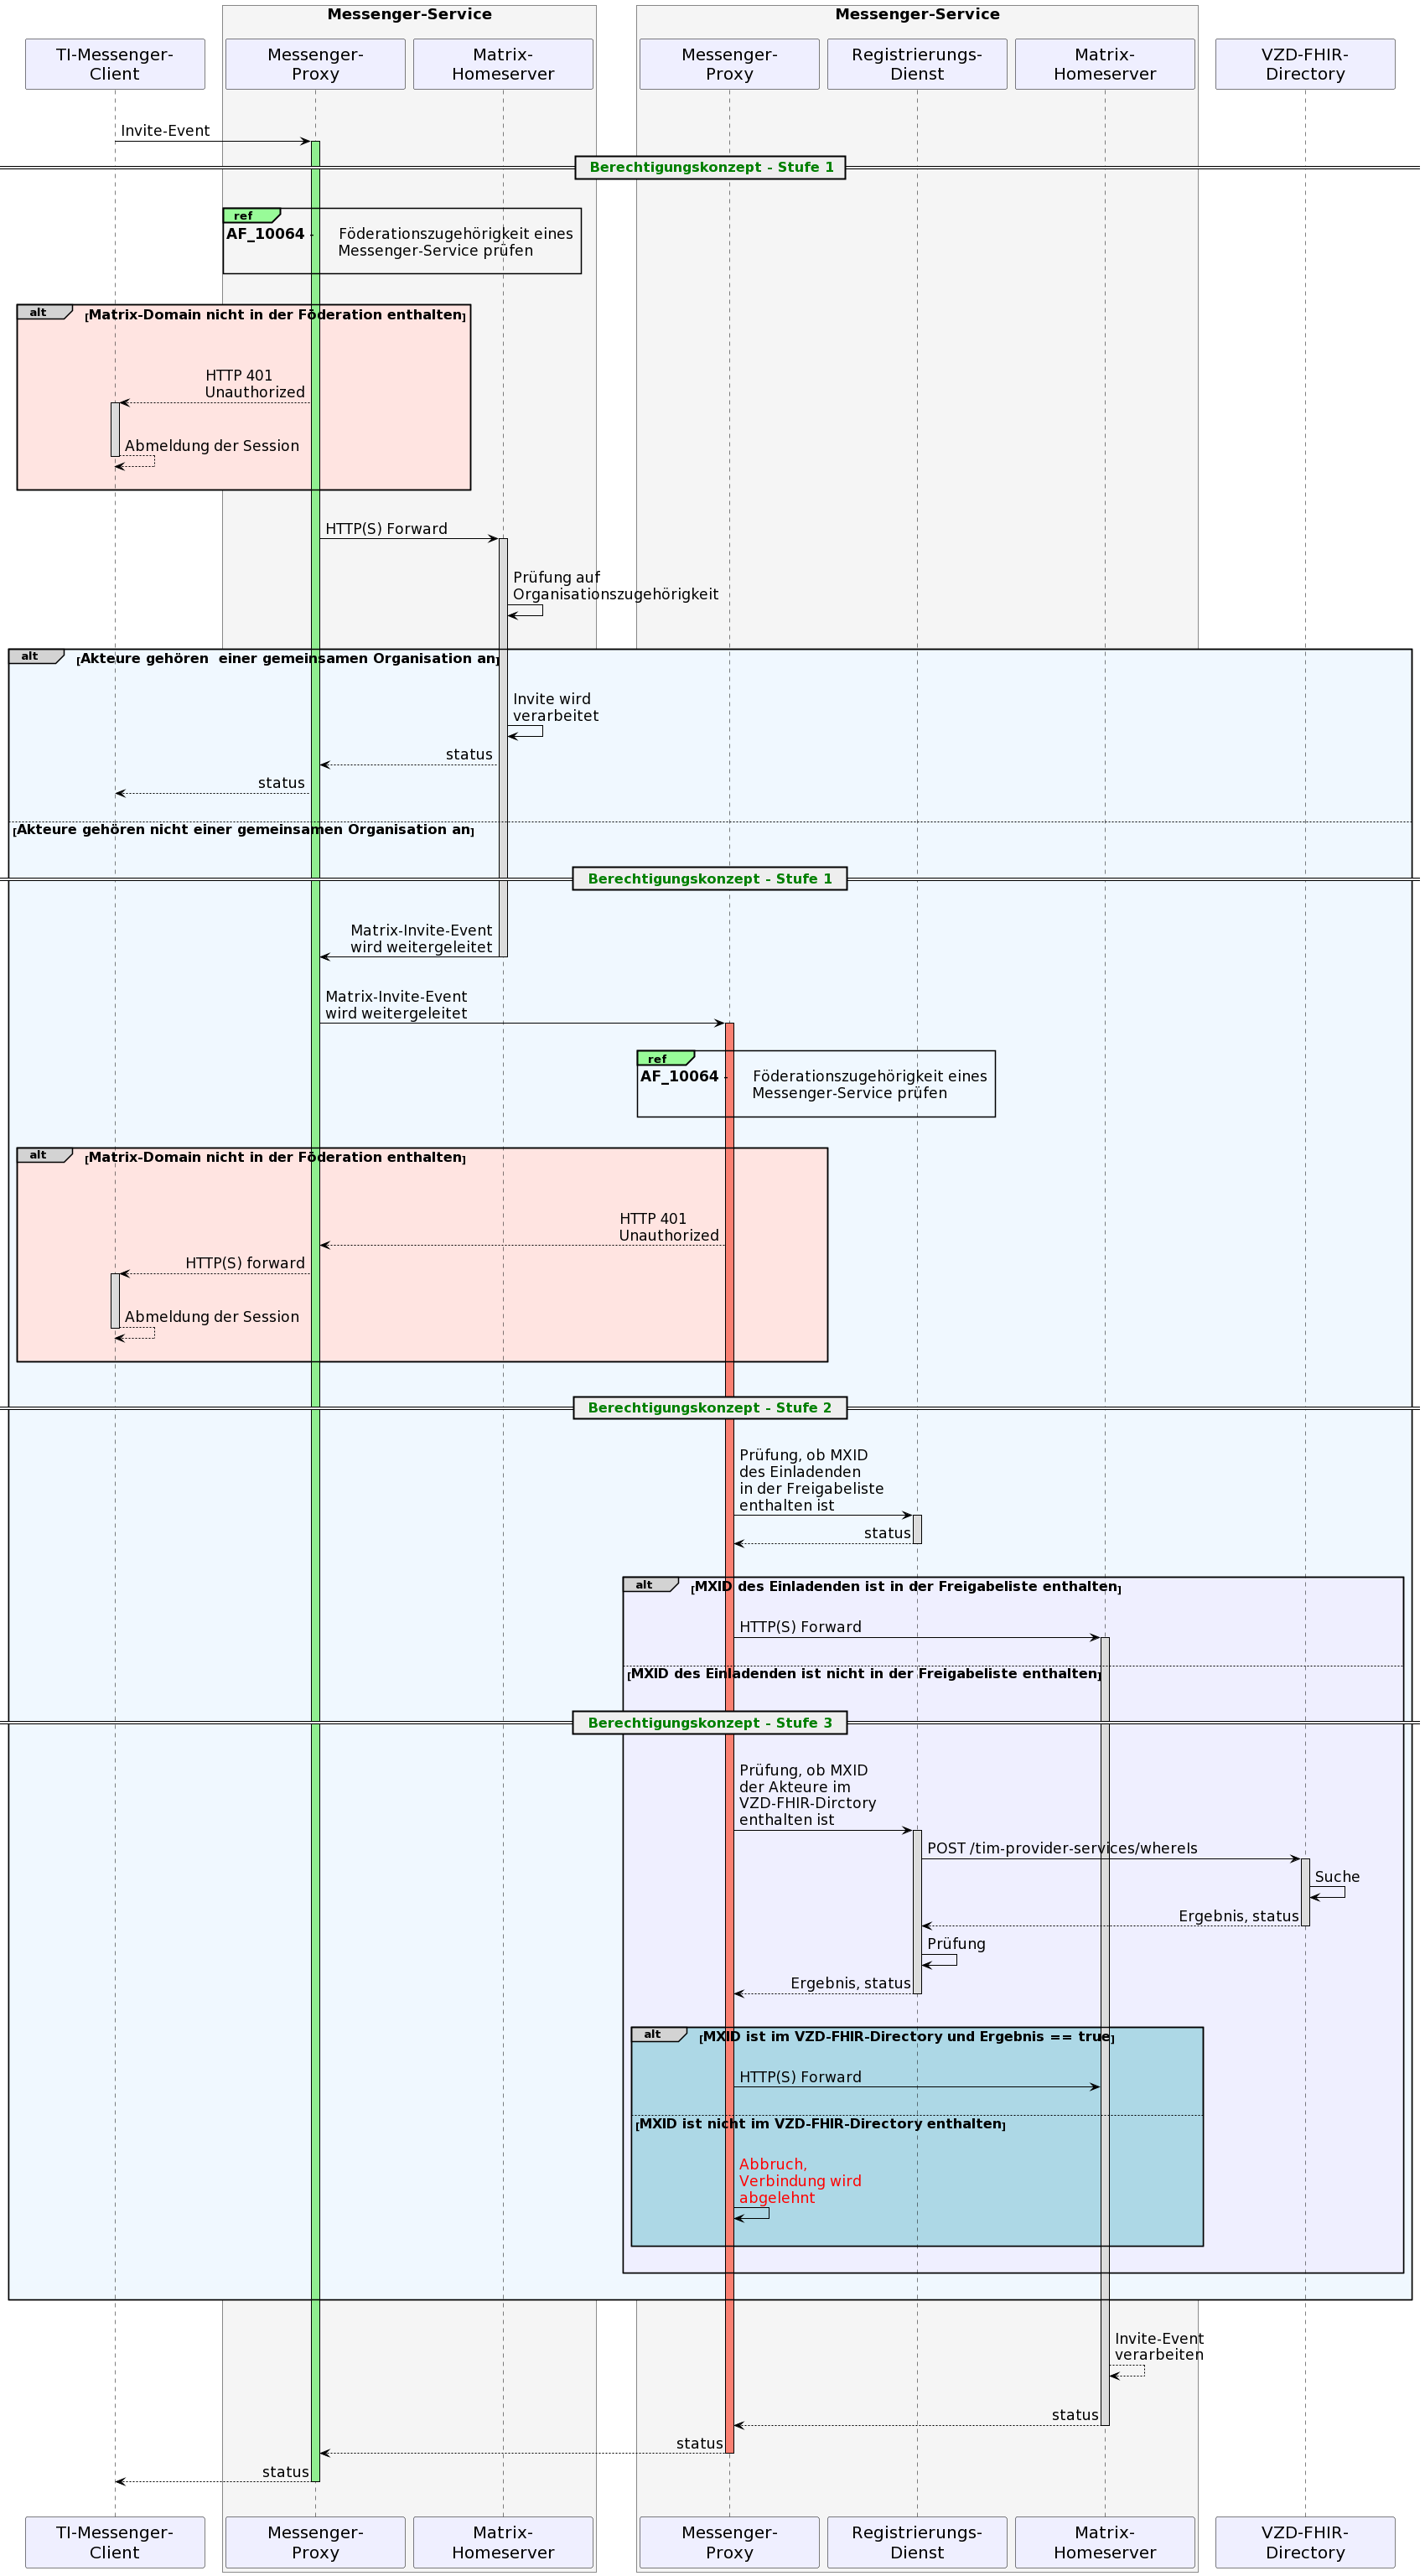 Messenger-Service
Messenger-Service
TI-Messenger-
Client
Messenger-
Proxy
Matrix-
Homeserver
Messenger-
Proxy
Registrierungs-
Dienst
Matrix-
Homeserver
VZD-FHIR-
Directory
Invite-Event
Berechtigungskonzept - Stufe 1
ref
AF_10064 - Föderationszugehörigkeit eines
Messenger-Service prüfen
alt [Matrix-Domain nicht in der Föderation enthalten]
HTTP 401
Unauthorized
Abmeldung der Session
HTTP(S) Forward
Prüfung auf
Organisationszugehörigkeit
alt [Akteure gehören einer gemeinsamen Organisation an]
Invite wird
verarbeitet
status
status
[Akteure gehören nicht einer gemeinsamen Organisation an]
Berechtigungskonzept - Stufe 1
Matrix-Invite-Event
wird weitergeleitet
Matrix-Invite-Event
wird weitergeleitet
ref
AF_10064 - Föderationszugehörigkeit eines
Messenger-Service prüfen
alt [Matrix-Domain nicht in der Föderation enthalten]
HTTP 401
Unauthorized
HTTP(S) forward
Abmeldung der Session
Berechtigungskonzept - Stufe 2
Prüfung, ob MXID
des Einladenden
in der Freigabeliste
enthalten ist
status
alt [MXID des Einladenden ist in der Freigabeliste enthalten]
HTTP(S) Forward
[MXID des Einladenden ist nicht in der Freigabeliste enthalten]
Berechtigungskonzept - Stufe 3
Prüfung, ob MXID
der Akteure im
VZD-FHIR-Dirctory
enthalten ist
POST /tim-provider-services/whereIs
Suche
Ergebnis, status
Prüfung
Ergebnis, status
alt [MXID ist im VZD-FHIR-Directory und Ergebnis == true]
HTTP(S) Forward
[MXID ist nicht im VZD-FHIR-Directory enthalten]
Abbruch,
Verbindung wird
abgelehnt
Invite-Event
verarbeiten
status
status
status
TI-Messenger-
Client
Messenger-
Proxy
Matrix-
Homeserver
Messenger-
Proxy
Registrierungs-
Dienst
Matrix-
Homeserver
VZD-FHIR-
Directory